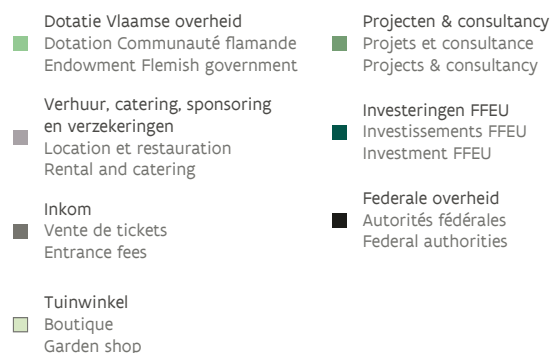 Dotatie Vlaamse overheid
Dotation Communauté flamande
Endowment Flemish government
Verhuur, catering, sponsoring
en verzekeringen
Location et restauration
Rental and catering
Inkom
Vente de tickets
Entrance fees
Tuinwinkel
Boutique
Garden shop
Projecten & consultancy
Projets et consultance
Projects & consultancy
Investeringen FFEU
Investissements FFEU
Investment FFEU
Federale overheid
Autorités fédérales
Federal authorities